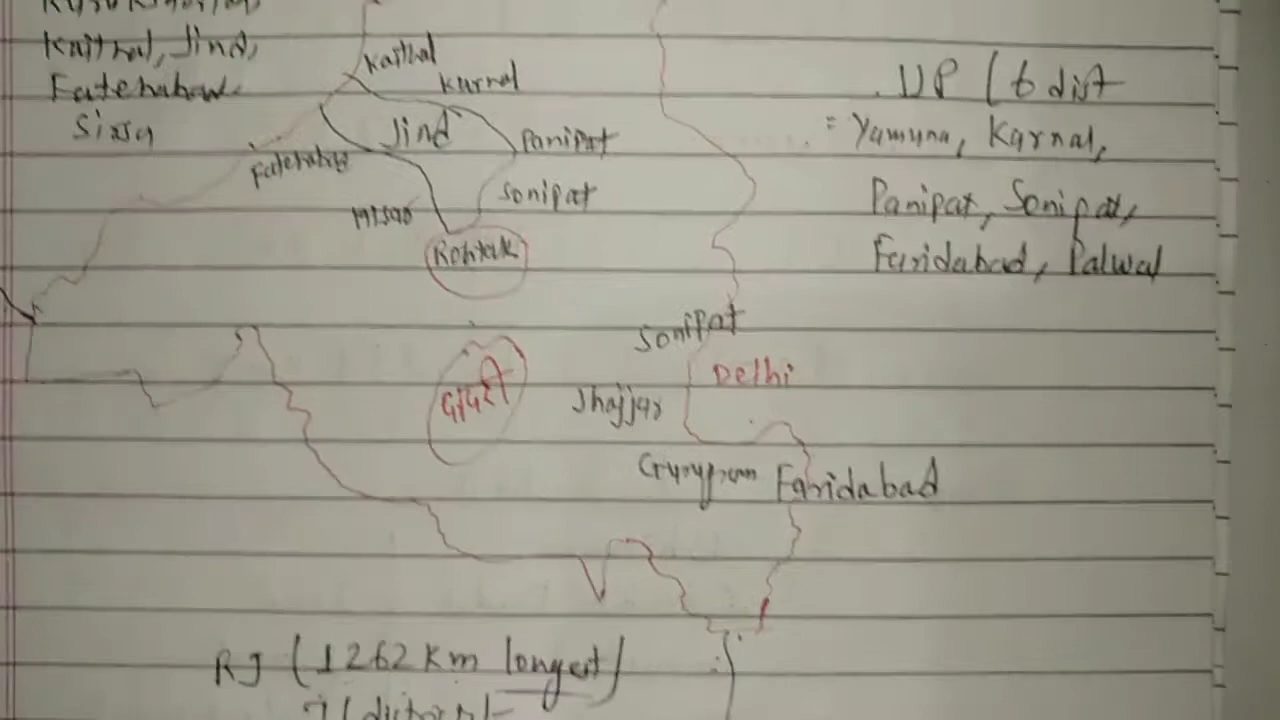 Kaithal, Jind,
Fatehabad
Sirsa
Kaithal
Karnal
Jind
Panipat
Fatehabad
Sonipat
Hisar
Rohtak
UP (6 dist
= Yamuna, Karnal,
Panipat, Sonipat,
Faridabad, Palwal
Sonipat
Delhi
Jhajjar
Gurugram Faridabad
RJ (1262 Km longest)